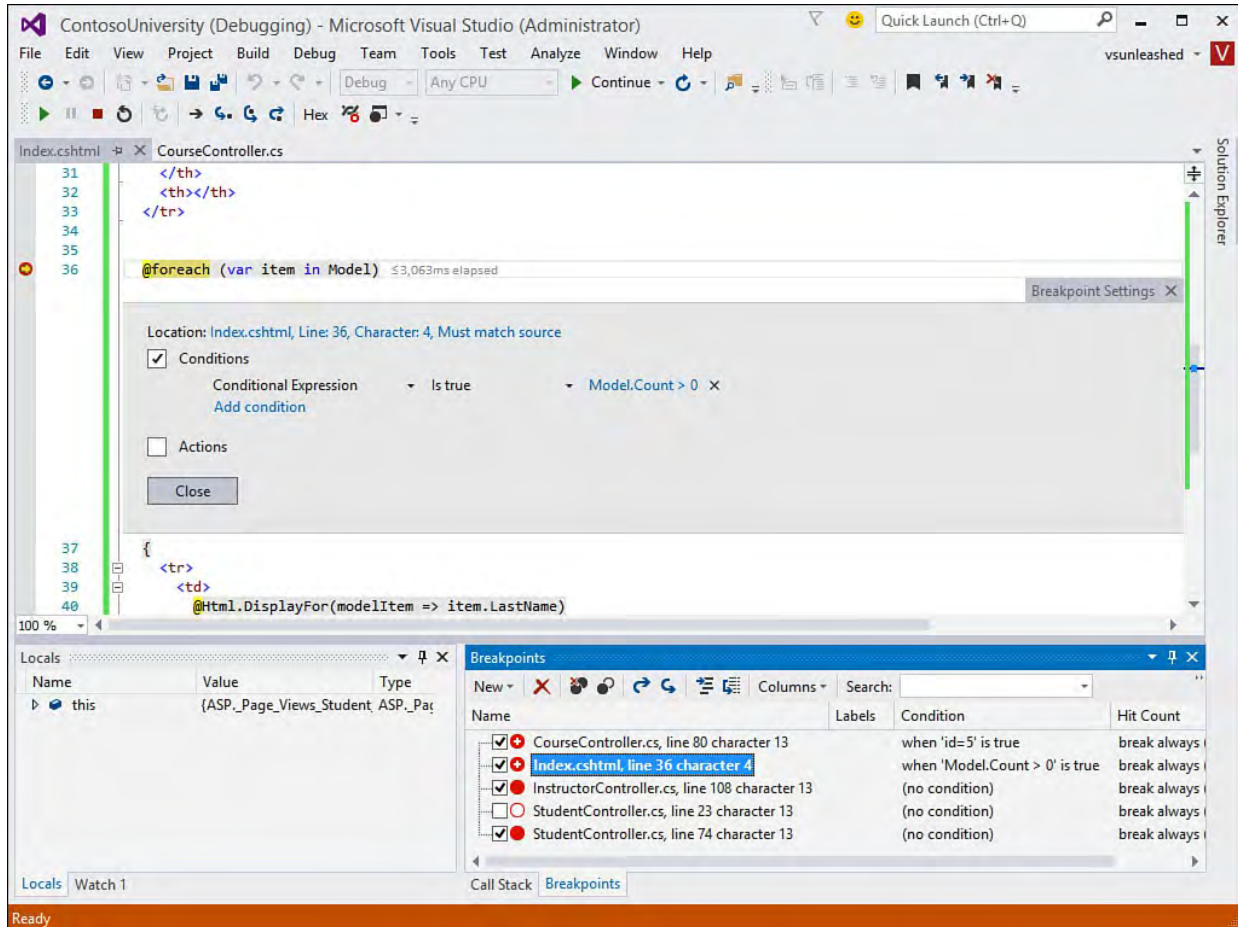 ContosoUniversity (Debugging) - Microsoft Visual Studio (Administrator)
Quick Launch (Ctrl+Q)
File Edit View Project Build Debug Team Tools Test Analyze Window Help
vsunleashed V
Debug Any CPU Continue
Hex
Index.cshtml CourseController.cs
Solution Explorer
31 </th>
32 <th></th>
33 </tr>
34
35
36 @foreach (var item in Model) ≤3,063ms elapsed
Breakpoint Settings
Location: Index.cshtml, Line: 36, Character: 4, Must match source
Conditions
Conditional Expression Is true Model.Count > 0
Add condition
Actions
Close
37 {
38 <tr>
39 <td>
40 @Html.DisplayFor(modelItem => item.LastName)
100 %
Locals
Name Value Type
this {ASP._Page_Views_Student ASP._Pag
Breakpoints
New Columns Search:
Name Labels Condition Hit Count
CourseController.cs, line 80 character 13 when 'id=5' is true break always (
Index.cshtml, line 36 character 4 when 'Model.Count > 0' is true break always (
InstructorController.cs, line 108 character 13 (no condition) break always (
StudentController.cs, line 23 character 13 (no condition) break always (
StudentController.cs, line 74 character 13 (no condition) break always (
Locals Watch 1
Call Stack Breakpoints
Ready